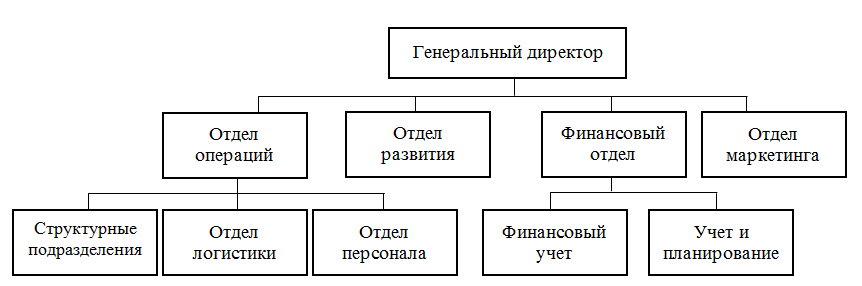 Генеральный директор
Отдел
операций
Отдел
развития
Финансовый
отдел
Отдел
маркетинга
Структурные
подразделения
Отдел
логистики
Отдел
персонала
Финансовый
учет
Учет и
планирование